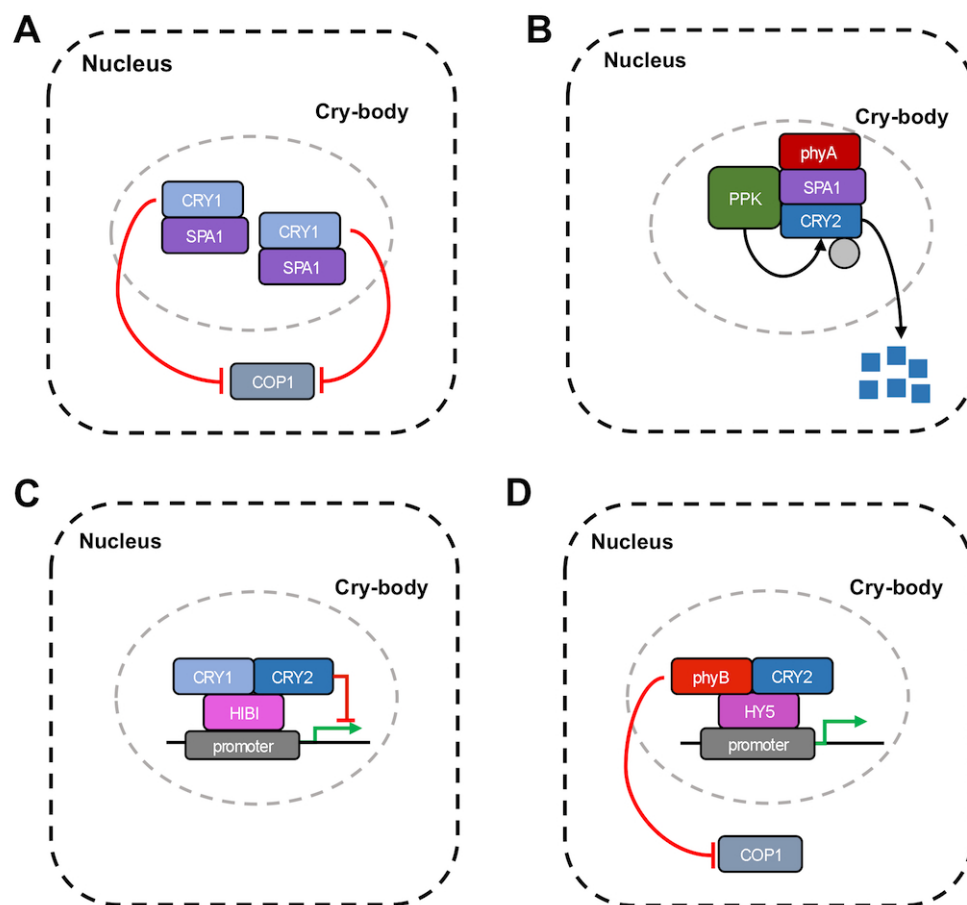 A
Nucleus
Cry-body
CRY1
SPA1
CRY1
SPA1
COP1
B
Nucleus
Cry-body
phyA
PPK
SPA1
CRY2
C
Nucleus
Cry-body
CRY1
CRY2
HIBI
promoter
D
Nucleus
Cry-body
phyB
CRY2
HY5
promoter
COP1